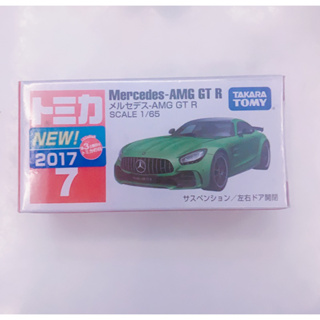 トミカ
NEW!
2017
7
Mercedes-AMG GT R
メルセデス-AMG GT R
SCALE 1/65
TAKARA
TOMY
サスペンション／左右ドア開閉